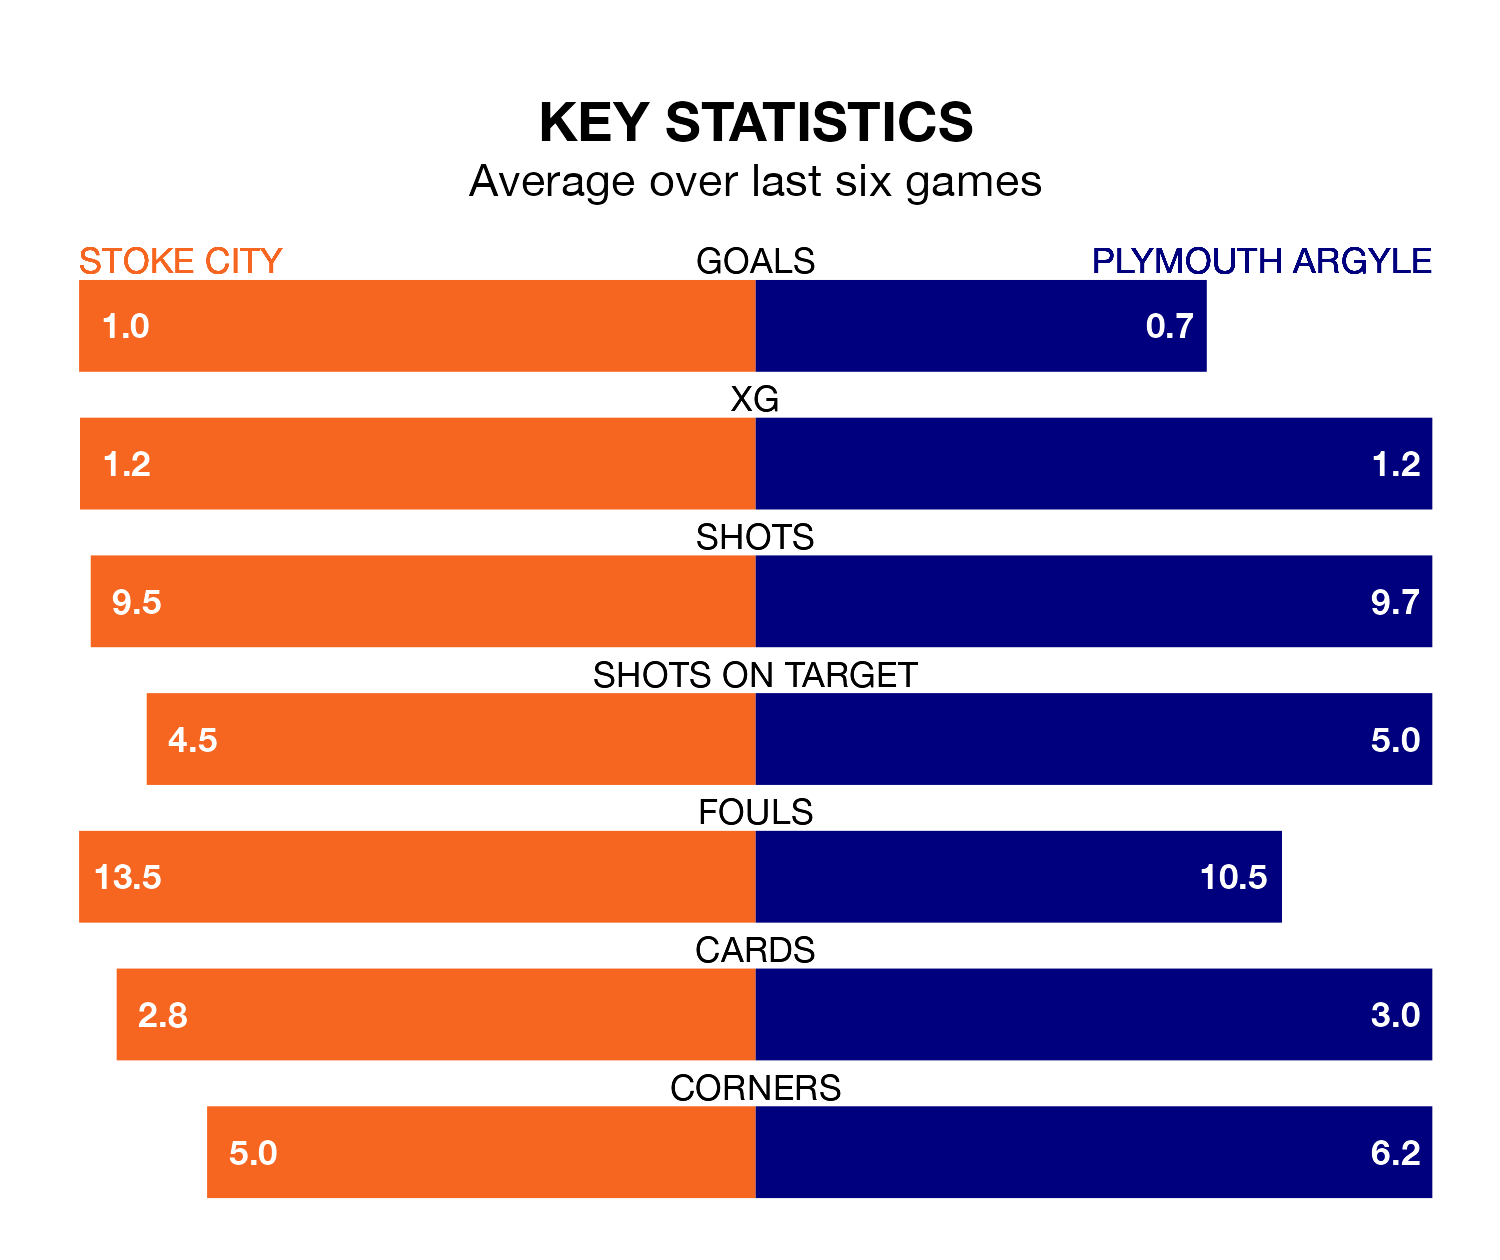 KEY STATISTICS
Average over last six games
STOKE CITY GOALS PLYMOUTH ARGYLE
1.0 0.7
XG
1.2 1.2
SHOTS
9.5 9.7
SHOTS ON TARGET
4.5 5.0
FOULS
13.5 10.5
CARDS
2.8 3.0
CORNERS
5.0 6.2